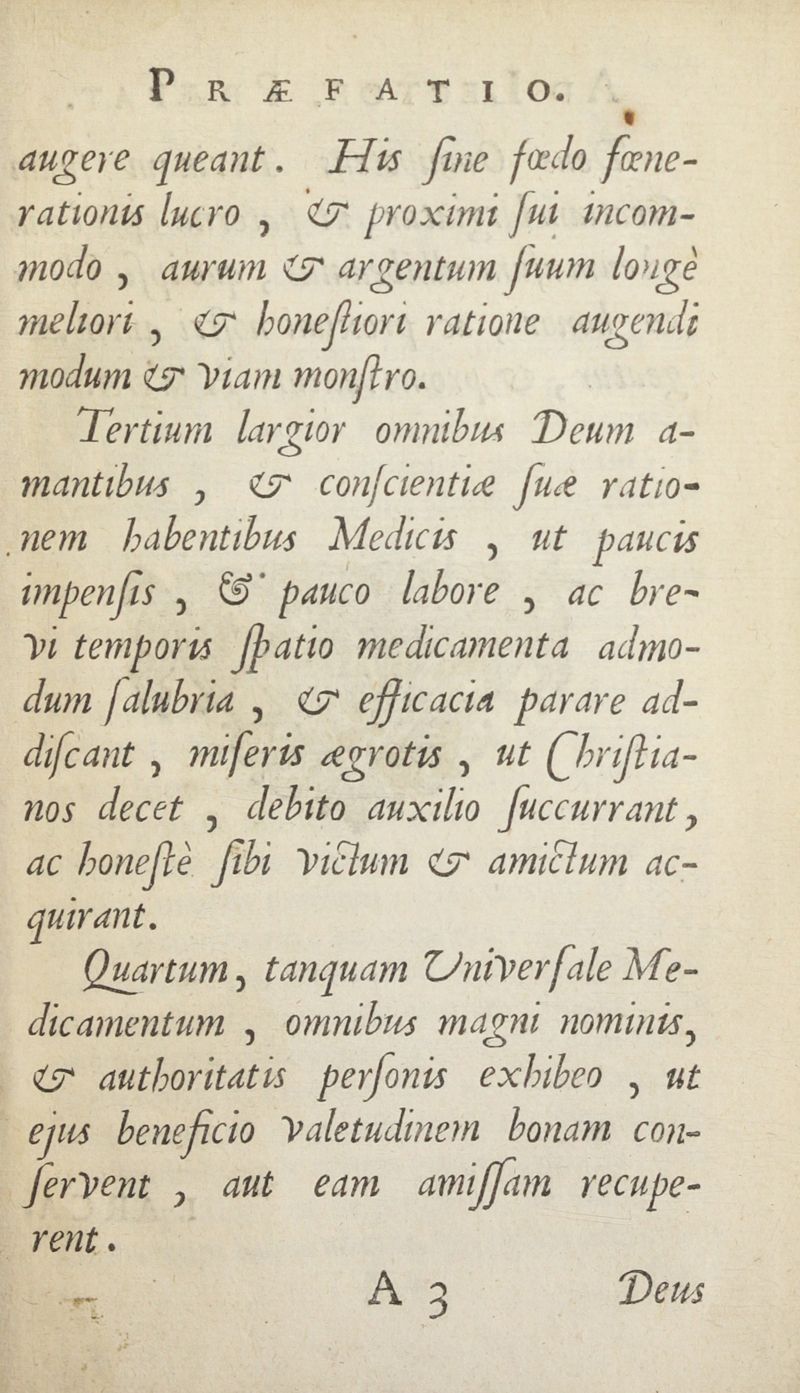 PRÆFATIO.
augere queant. His ſine fœdo fœne-
rationis lucro , & proximi ſui incom-
modo , aurum & argentum ſuum longè
meliori , & honeſtiori ratione augendi
modum & viam monſtro.
Tertium largior omnibus Deum a-
mantibus , & conſcientiæ ſuæ ratio-
nem habentibus Medicis , ut paucis
impenſis , & pauco labore , ac bre-
vi temporis ſpatio medicamenta admo-
dum ſalubria , & efficacia parare ad-
diſcant , miſeris ægrotis , ut Chriſtia-
nos decet , debito auxilio ſuccurrant,
ac honeſtè ſibi victum & amictum ac-
quirant.
Quartum, tanquam Univerſale Me-
dicamentum , omnibus magni nominis,
& authoritatis perſonis exhibeo , ut
ejus beneficio valetudinem bonam con-
ſervent , aut eam amiſſam recupe-
rent.
A 3 Deus